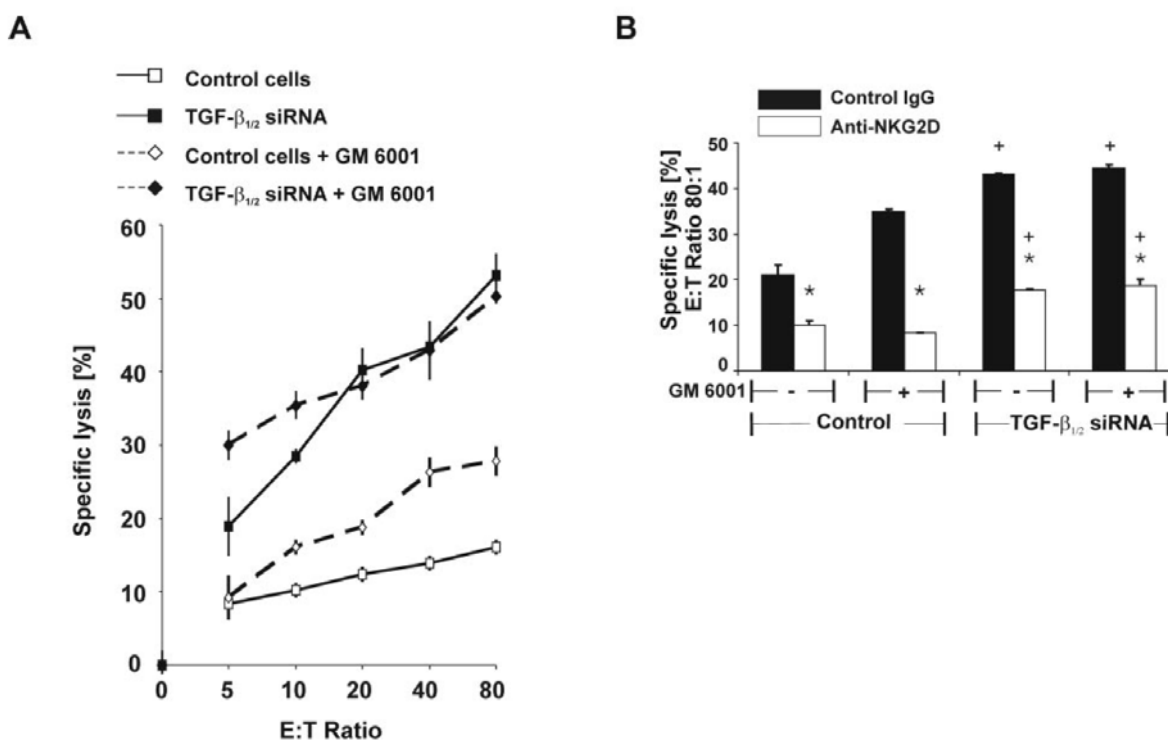 A
Control cells
TGF-β1/2 siRNA
Control cells + GM 6001
TGF-β1/2 siRNA + GM 6001
Specific lysis [%]
60
50
40
30
20
10
0
0 5 10 20 40 80
E:T Ratio
B
Control IgG
Anti-NKG2D
Specific lysis [%]
E:T Ratio 80:1
50
40
30
20
10
0
+ +
+ +
* * * *
GM 6001 - + - +
Control TGF-β1/2 siRNA